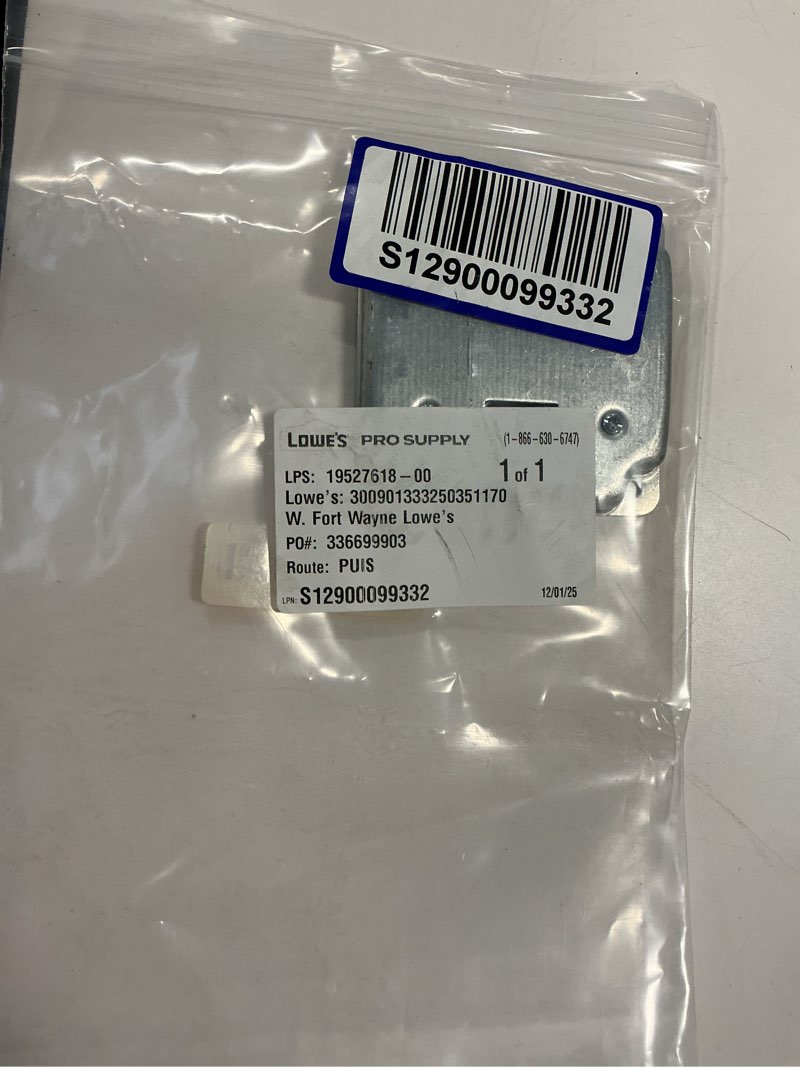 S12900099332
LOWE'S PRO SUPPLY (1-866-630-6747)
LPS: 19527618-00 1 of 1
Lowe's: 300901333250351170
W. Fort Wayne Lowe's
PO#: 336699903
Route: PUIS
LPN: S12900099332 12/01/25